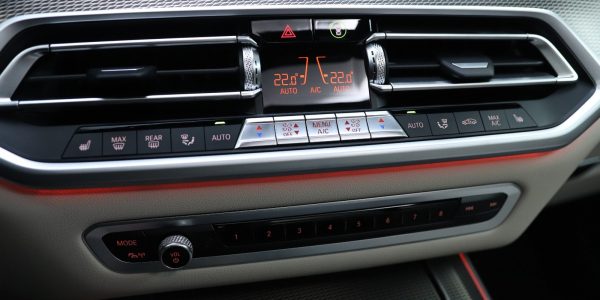 22.0° 22.0°
AUTO A/C AUTO
MAX REAR AUTO OFF MENU A/C OFF AUTO MAX A/C
MODE 1 2 3 4 5 6 7 8
VOL